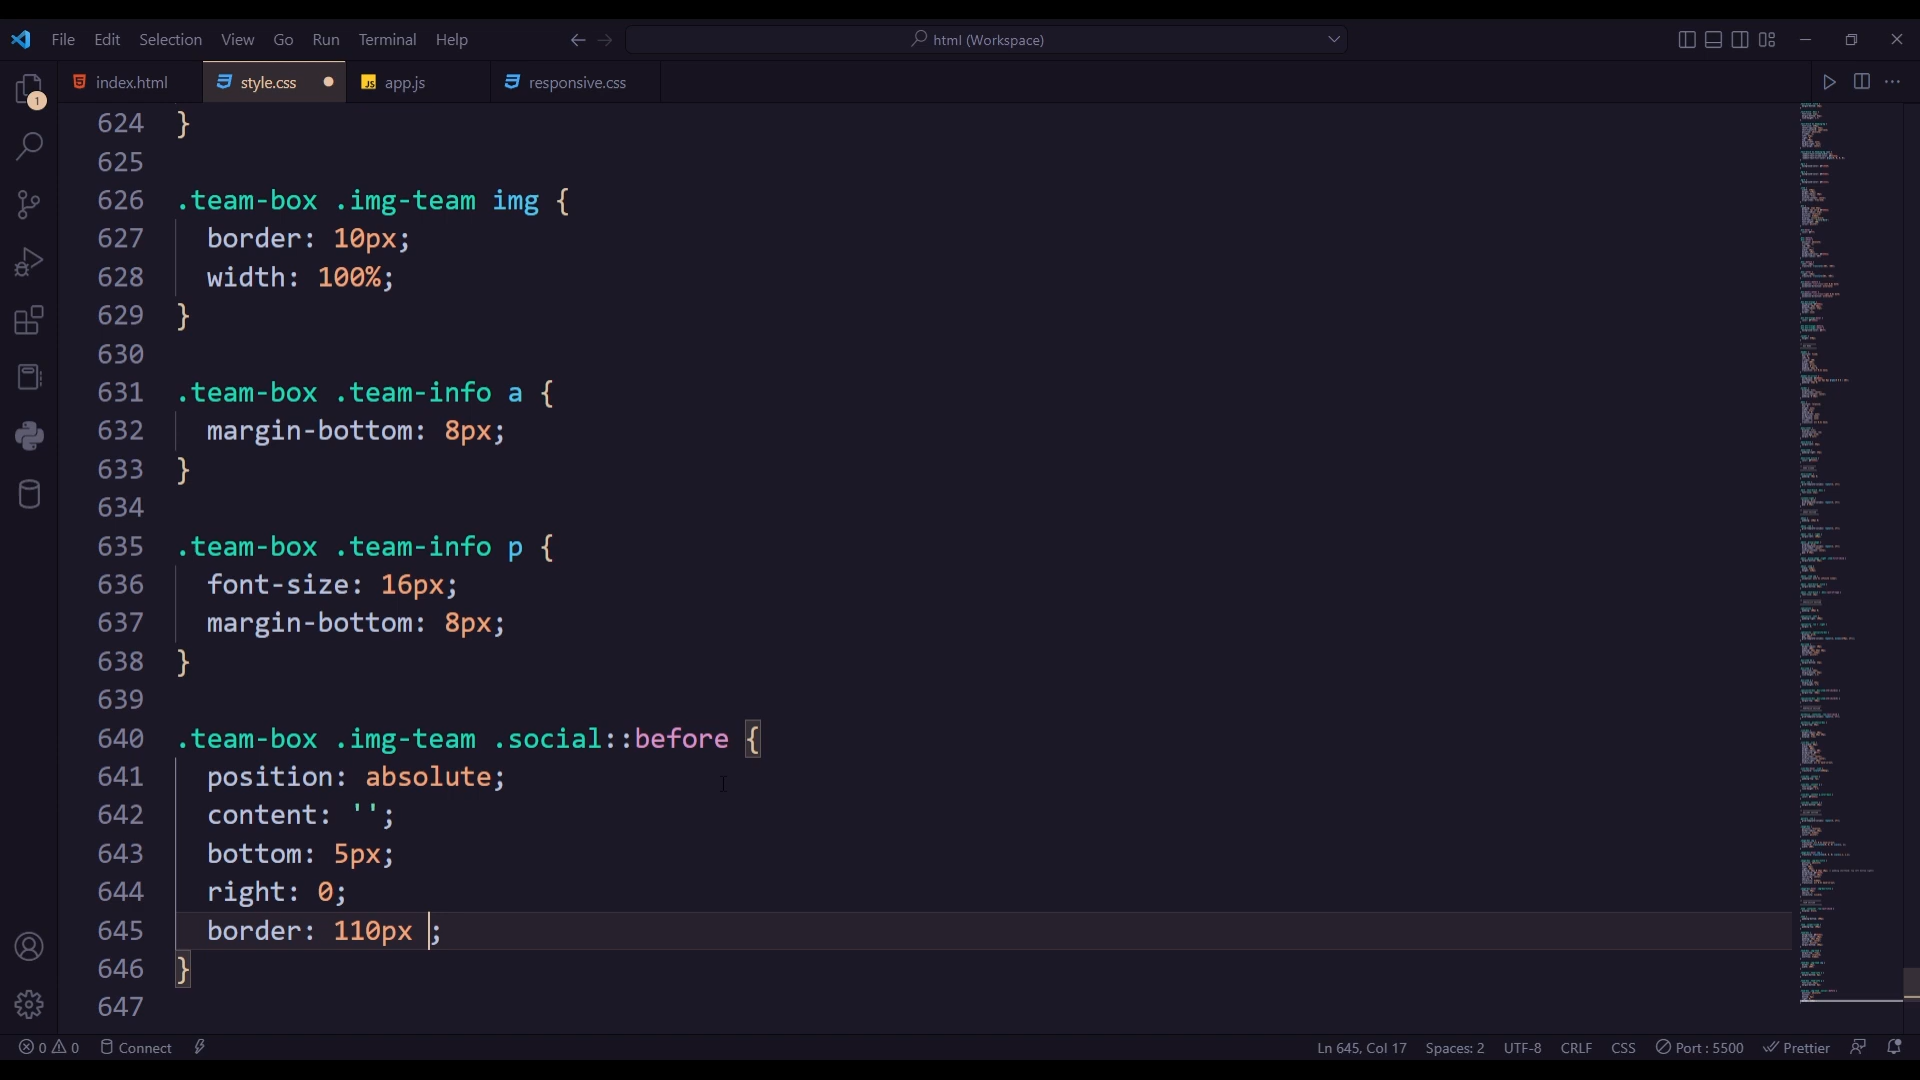 File Edit Selection View Go Run Terminal Help
html (Workspace)
index.html style.css app.js responsive.css
1
624 }
625
626 .team-box .img-team img {
627 border: 10px;
628 width: 100%;
629 }
630
631 .team-box .team-info a {
632 margin-bottom: 8px;
633 }
634
635 .team-box .team-info p {
636 font-size: 16px;
637 margin-bottom: 8px;
638 }
639
640 .team-box .img-team .social::before {
641 position: absolute;
642 content: '';
643 bottom: 5px;
644 right: 0;
645 border: 110px ;
646 }
647
0 0 Connect Ln 645, Col 17 Spaces: 2 UTF-8 CRLF CSS Port : 5500 Prettier